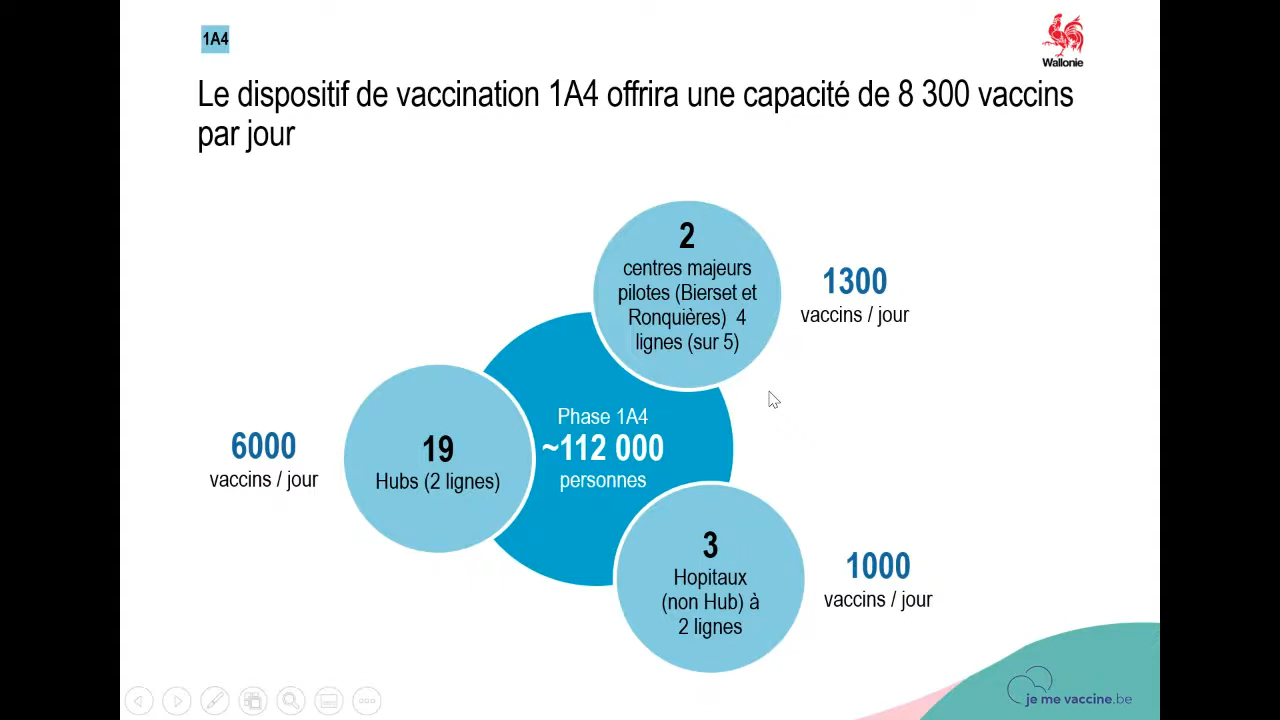 1A4
Wallonie
Le dispositif de vaccination 1A4 offrira une capacité de 8 300 vaccins
par jour
2
centres majeurs
pilotes (Bierset et
Ronquières) 4
lignes (sur 5)
1300
vaccins / jour
6000
vaccins / jour
19
Hubs (2 lignes)
Phase 1A4
~112 000
personnes
3
Hopitaux
(non Hub) à
2 lignes
1000
vaccins / jour
je me vaccine.be